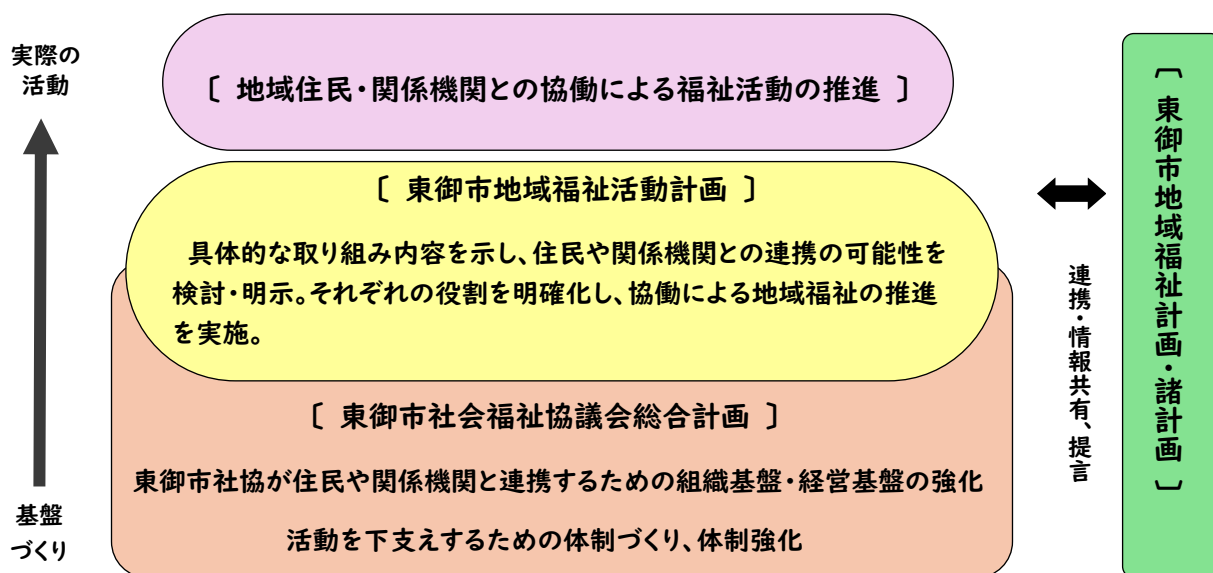 実際の
活動
〔 地域住民・関係機関との協働による福祉活動の推進 〕
〔 東御市地域福祉活動計画 〕
具体的な取り組み内容を示し、住民や関係機関との連携の可能性を
検討・明示。それぞれの役割を明確化し、協働による地域福祉の推進
を実施。
〔 東御市社会福祉協議会総合計画 〕
東御市社協が住民や関係機関と連携するための組織基盤・経営基盤の強化
活動を下支えするための体制づくり、体制強化
基盤
づくり
連携・情報共有、提言
〔 東御市地域福祉計画・諸計画 〕